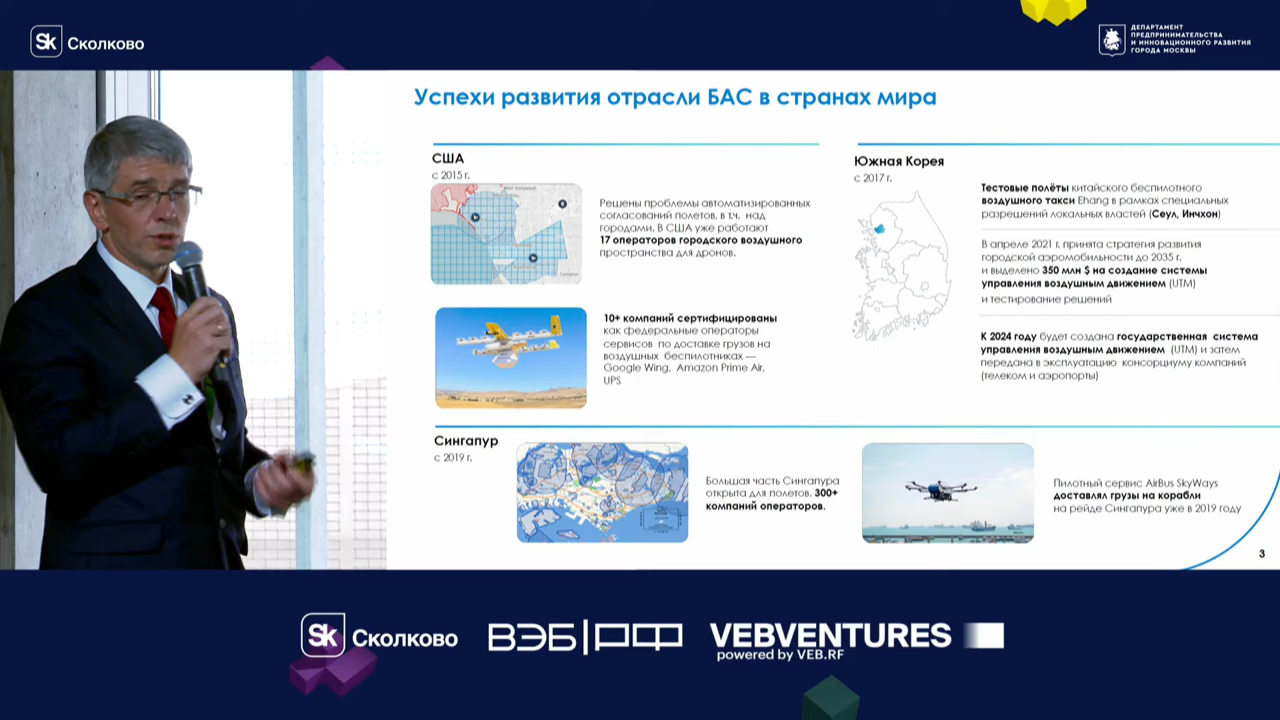 Sk Сколково
ДЕПАРТАМЕНТ
ПРЕДПРИНИМАТЕЛЬСТВА
И ИННОВАЦИОННОГО РАЗВИТИЯ
ГОРОДА МОСКВЫ
Успехи развития отрасли БАС в странах мира
США
с 2015 г.
Решены проблемы автоматизированных
согласований полетов, в т.ч. над
городами. В США уже работают
17 операторов городского воздушного
пространства для дронов.
10+ компаний сертифицированы
как федеральные операторы
сервисов по доставке грузов на
воздушных беспилотниках —
Google Wing, Amazon Prime Air,
UPS
Южная Корея
с 2017 г.
Тестовые полёты китайского беспилотного
воздушного такси Ehang в рамках специальных
разрешений локальных властей (Сеул, Инчхон)
В апреле 2021 г. принята стратегия развития
городской аэромобильности до 2035 г.
и выделено 350 млн $ на создание системы
управления воздушным движением (UTM)
и тестирование решений
К 2024 году будет создана государственная система
управления воздушным движением (UTM) и затем
передана в эксплуатацию консорциуму компаний
(телеком и аэропорты)
Сингапур
с 2019 г.
Большая часть Сингапура
открыта для полетов. 300+
компаний операторов.
Пилотный сервис AirBus SkyWays
доставлял грузы на корабли
на рейде Сингапура уже в 2019 году
3
Sk Сколково
ВЭБ|РФ
VEBVENTURES
powered by VEB.RF